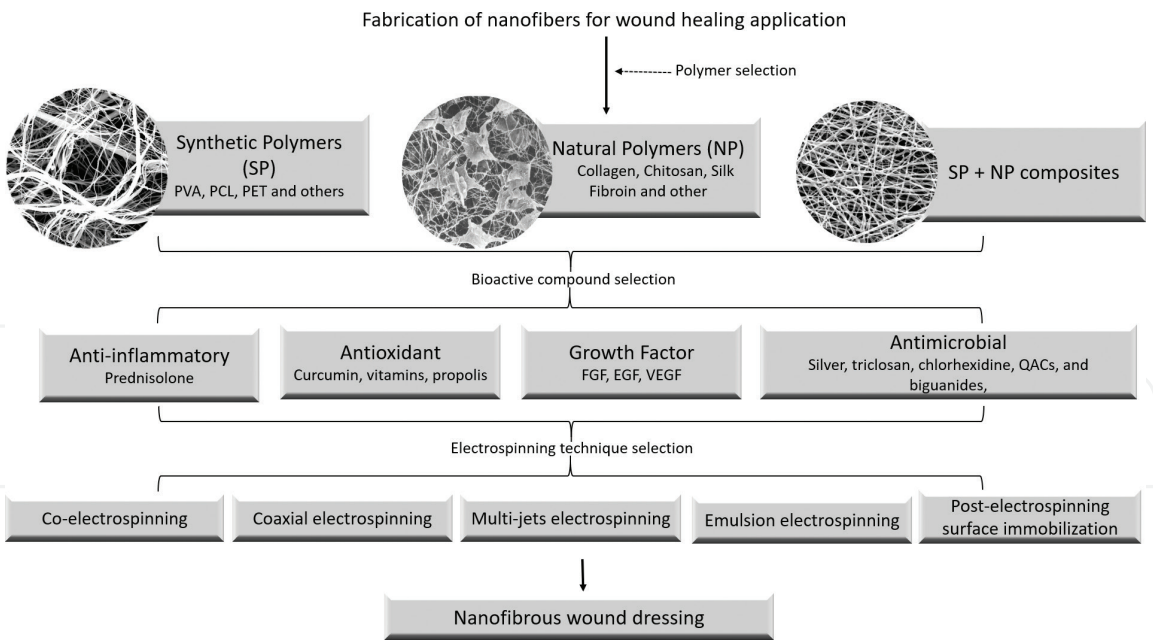 Fabrication of nanofibers for wound healing application
Polymer selection
Synthetic Polymers
(SP)
PVA, PCL, PET and others
Natural Polymers (NP)
Collagen, Chitosan, Silk
Fibroin and other
SP + NP composites
Bioactive compound selection
Anti-inflammatory
Prednisolone
Antioxidant
Curcumin, vitamins, propolis
Growth Factor
FGF, EGF, VEGF
Antimicrobial
Silver, triclosan, chlorhexidine, QACs, and
biguanides,
Electrospinning technique selection
Co-electrospinning
Coaxial electrospinning
Multi-jets electrospinning
Emulsion electrospinning
Post-electrospinning
surface immobilization
Nanofibrous wound dressing